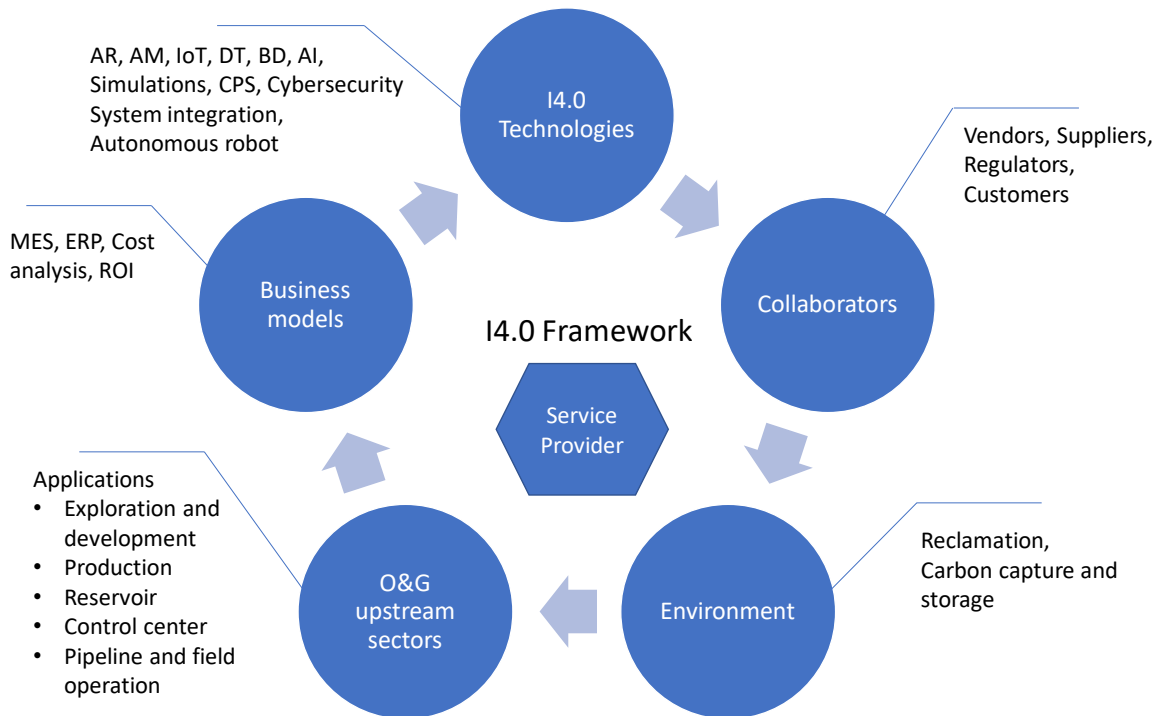 AR, AM, IoT, DT, BD, AI,
Simulations, CPS, Cybersecurity
System integration,
Autonomous robot
I4.0
Technologies
Vendors, Suppliers,
Regulators,
Customers
MES, ERP, Cost
analysis, ROI
Business
models
Collaborators
I4.0 Framework
Service
Provider
Applications
• Exploration and
development
• Production
• Reservoir
• Control center
• Pipeline and field
operation
O&G
upstream
sectors
Environment
Reclamation,
Carbon capture and
storage